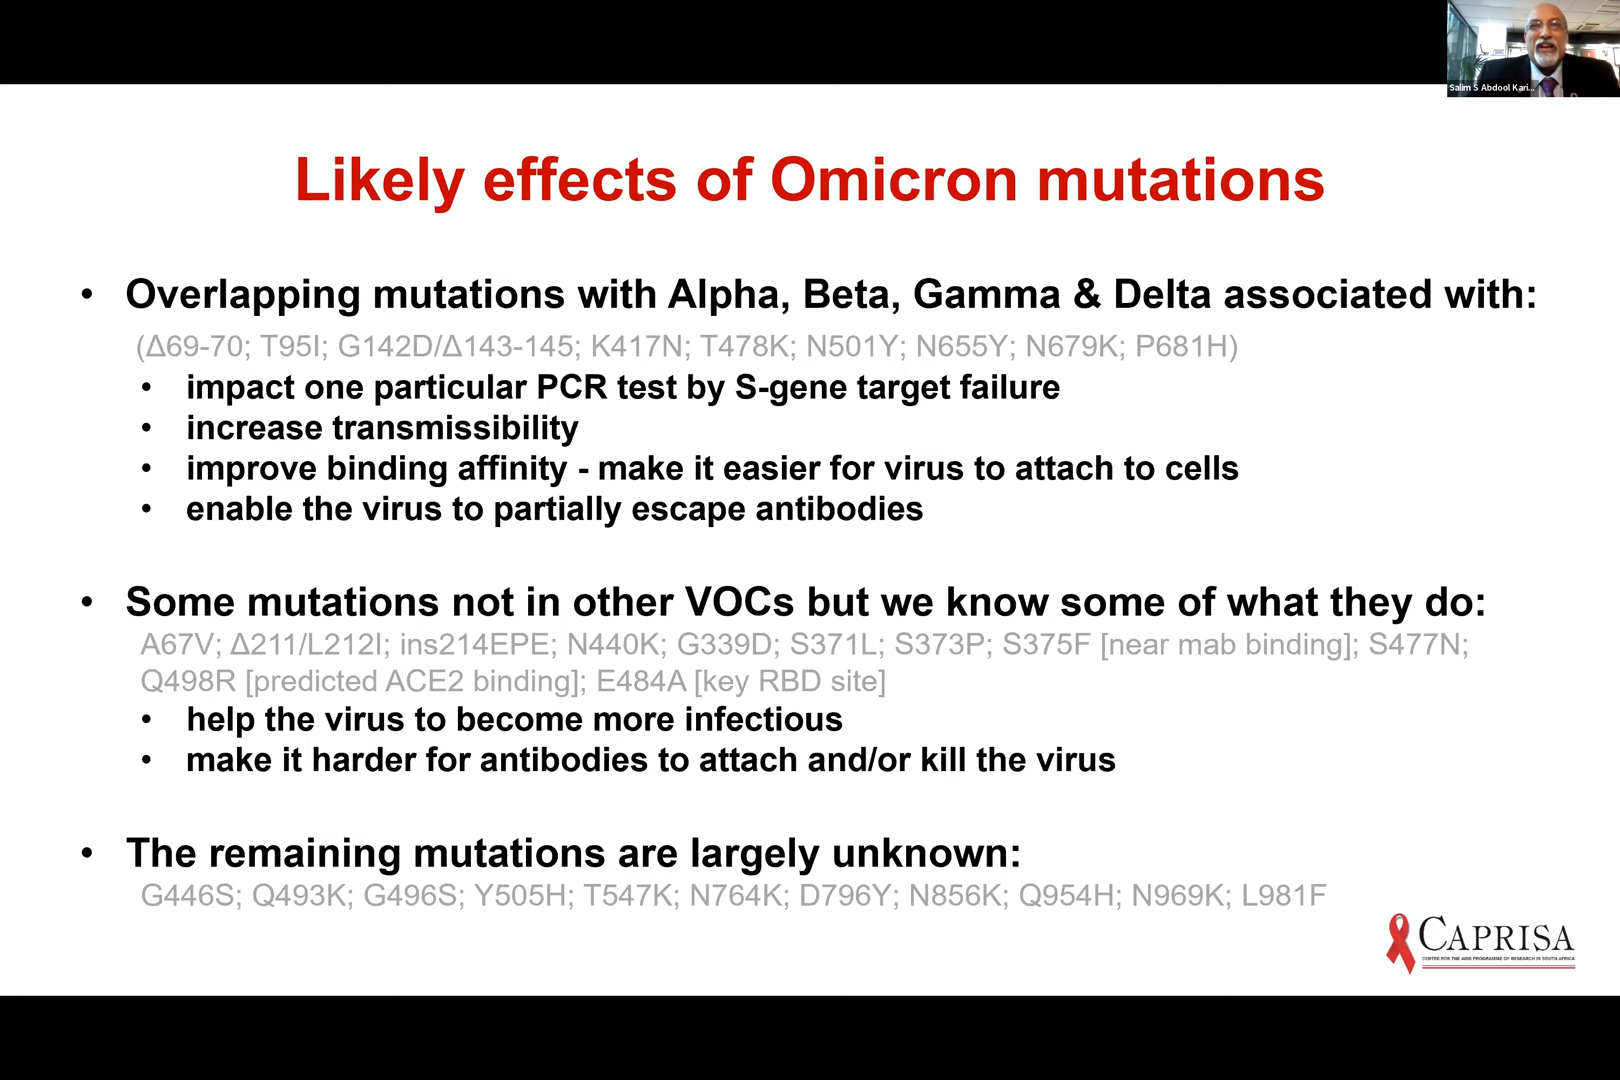 Salim S Abdool Kari...
Likely effects of Omicron mutations
• Overlapping mutations with Alpha, Beta, Gamma & Delta associated with:
(Δ69-70; T95I; G142D/Δ143-145; K417N; T478K; N501Y; N655Y; N679K; P681H)
• impact one particular PCR test by S-gene target failure
• increase transmissibility
• improve binding affinity - make it easier for virus to attach to cells
• enable the virus to partially escape antibodies
• Some mutations not in other VOCs but we know some of what they do:
A67V; Δ211/L212I; ins214EPE; N440K; G339D; S371L; S373P; S375F [near mab binding]; S477N;
Q498R [predicted ACE2 binding]; E484A [key RBD site]
• help the virus to become more infectious
• make it harder for antibodies to attach and/or kill the virus
• The remaining mutations are largely unknown:
G446S; Q493K; G496S; Y505H; T547K; N764K; D796Y; N856K; Q954H; N969K; L981F
CAPRISA
CENTRE FOR THE AIDS PROGRAMME OF RESEARCH IN SOUTH AFRICA